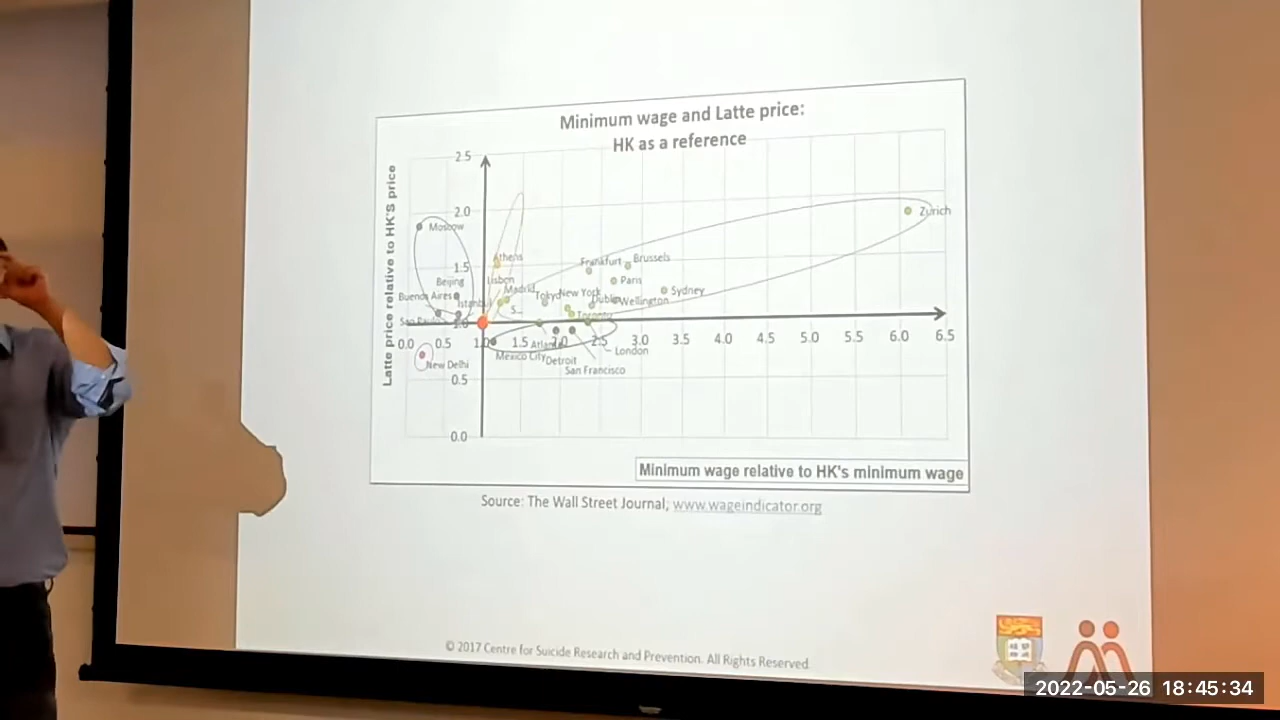 Minimum wage and Latte price:
HK as a reference
Latte price relative to HK'S price
2.5
2.0
1.5
1.0
0.5
0.0
0.0 0.5 1.0 1.5 2.0 2.5 3.0 3.5 4.0 4.5 5.0 5.5 6.0 6.5
Moscow
Zurich
Athens
Frankfurt
Brussels
Beijing
Lisbon
Paris
Madrid
Buenos Aires
Istanbul
Tokyo
New York
Dublin
Wellington
Sydney
S...
Toronto
Sao Paulo
Atlanta
London
Mexico City
Detroit
New Delhi
San Francisco
Minimum wage relative to HK's minimum wage
Source: The Wall Street Journal; www.wageindicator.org
© 2017 Centre for Suicide Research and Prevention. All Rights Reserved
2022-05-26 18:45:34